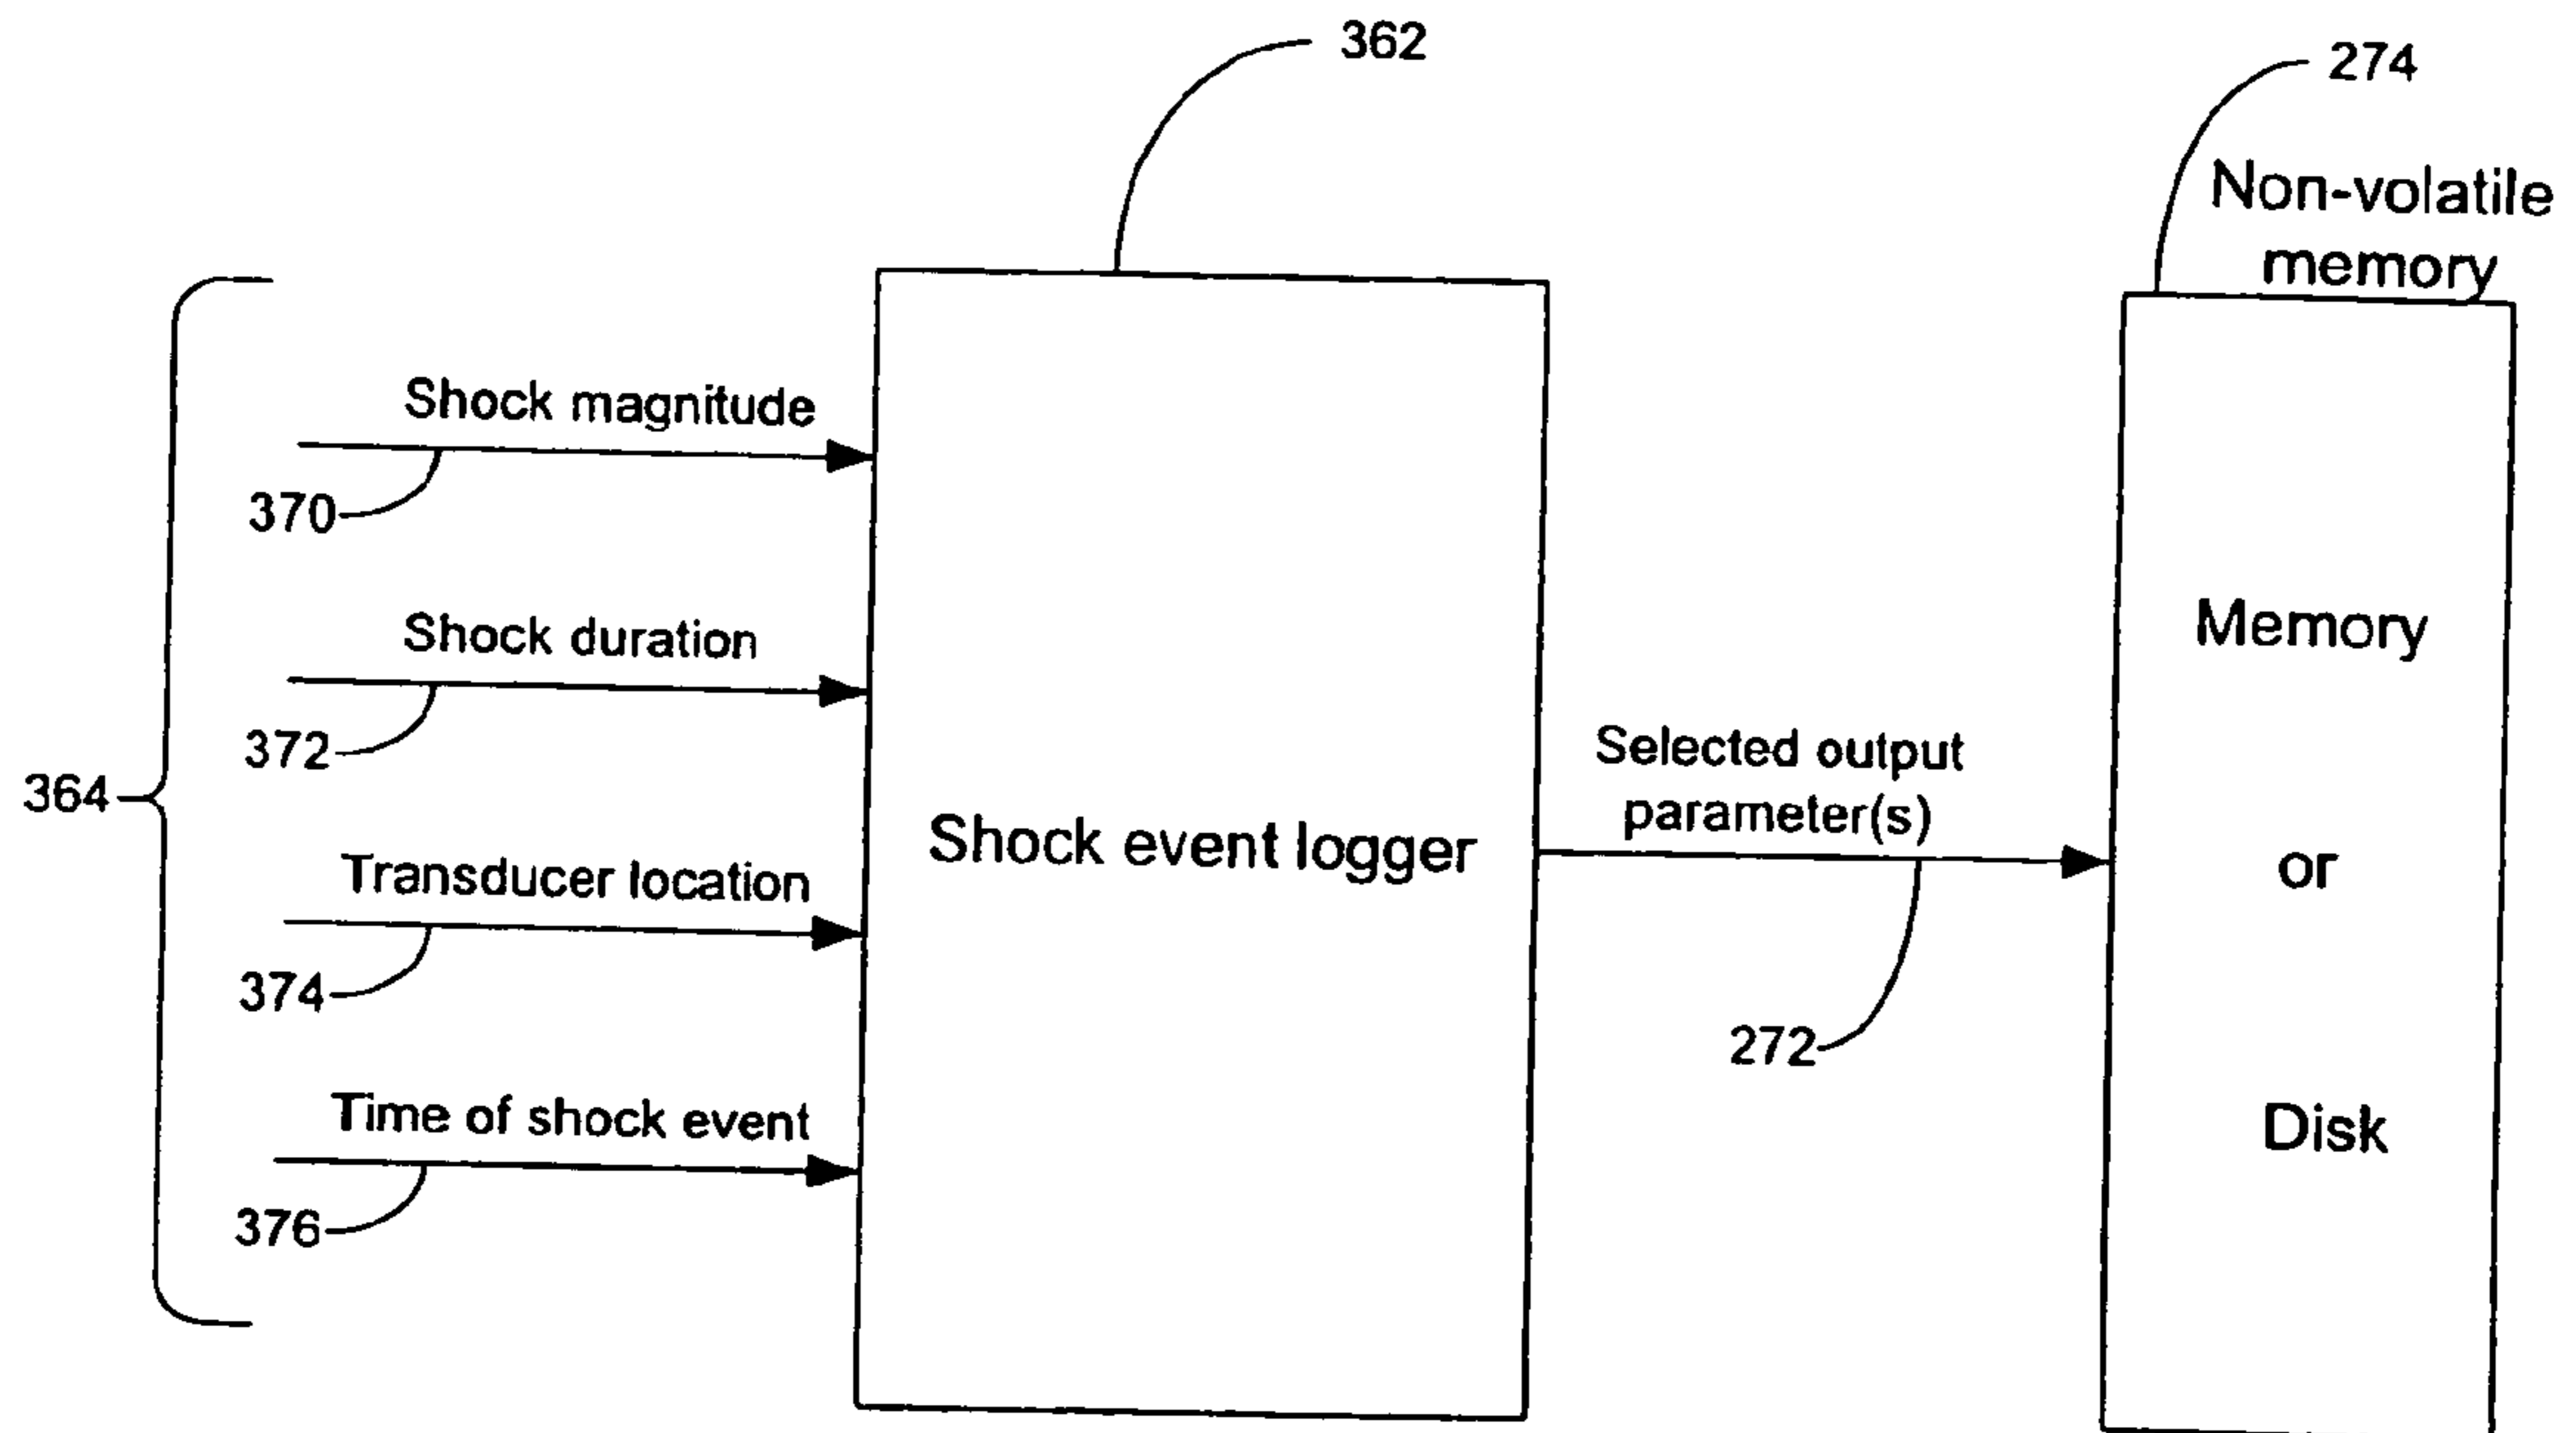 362
274
Non-volatile
memory
Shock magnitude
370
Shock duration
372
364
Transducer location
374
Time of shock event
376
Shock event logger
Selected output
parameter(s)
272
Memory
or
Disk